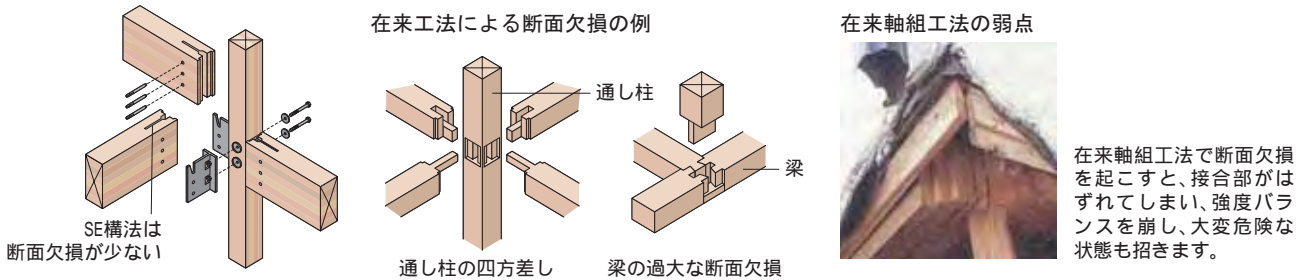 在来工法による断面欠損の例
在来軸組工法の弱点
SE構法は
断面欠損が少ない
通し柱
通し柱の四方差し
梁
梁の過大な断面欠損
在来軸組工法で断面欠損
を起こすと、接合部がは
ずれてしまい、強度バラ
ンスを崩し、大変危険な
状態も招きます。